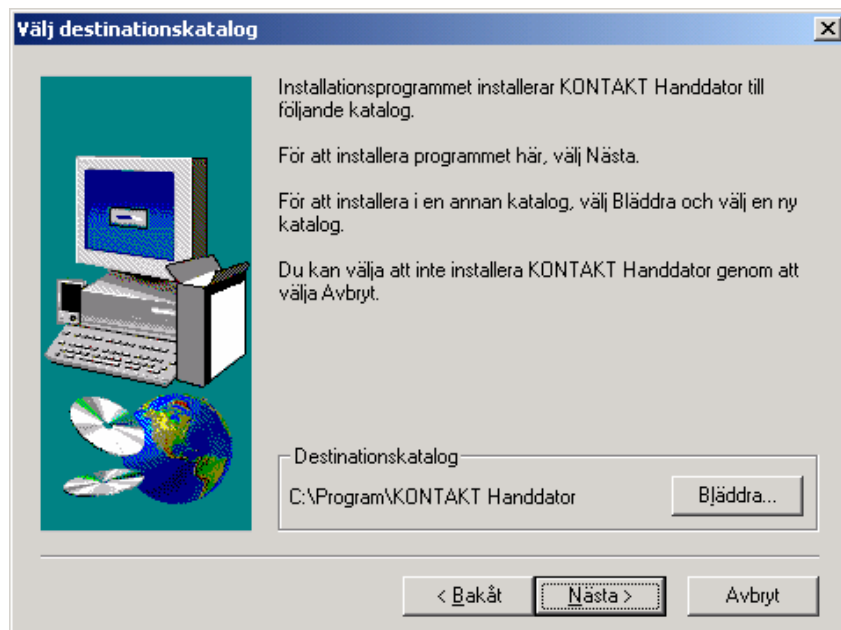 Välj destinationskatalog
Installationsprogrammet installerar KONTAKT Handdator till
följande katalog.
För att installera programmet här, välj Nästa.
För att installera i en annan katalog, välj Bläddra och välj en ny
katalog.
Du kan välja att inte installera KONTAKT Handdator genom att
välja Avbryt.
Destinationskatalog
C:\Program\KONTAKT Handdator
Bläddra...
< Bakåt
Nästa >
Avbryt